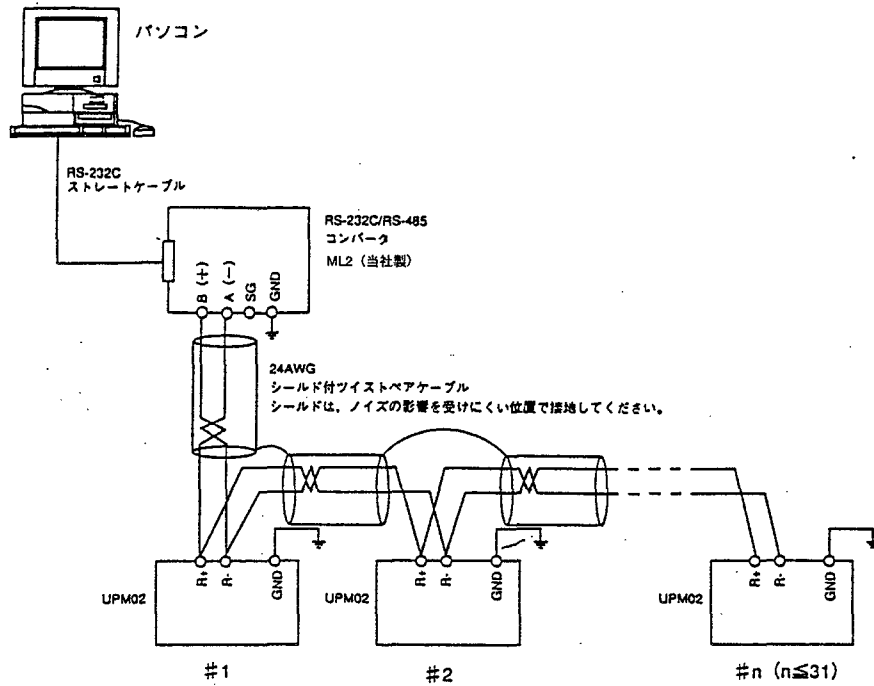 パソコン
RS-232C
ストレートケーブル
RS-232C/RS-485
コンバータ
ML2（当社製）
B (+)
A (−)
SG
GND
24AWG
シールド付ツイストペアケーブル
シールドは、ノイズの影響を受けにくい位置で接地してください。
UPM02
R+
R-
GND
UPM02
R+
R-
GND
UPM02
R+
R-
GND
#1
#2
#n (n≦31)